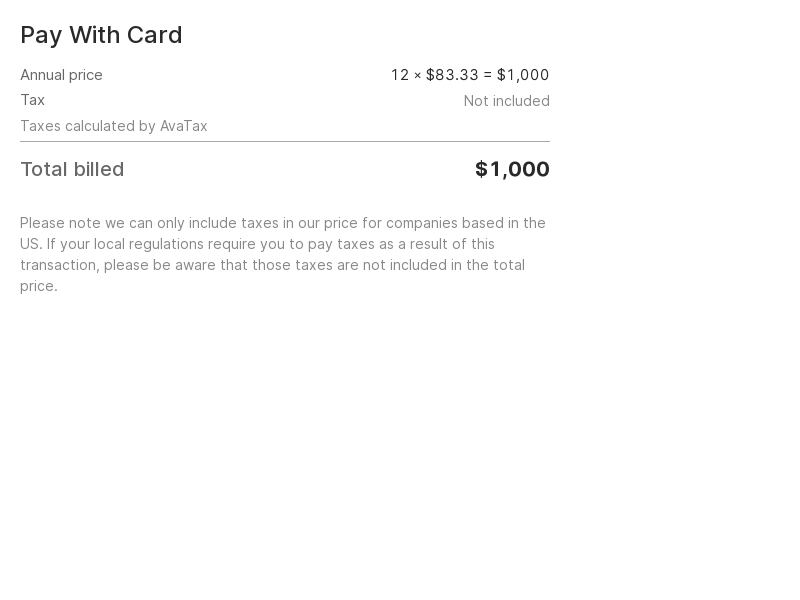 Pay With Card
Annual price 12 × $83.33 = $1,000
Tax Not included
Taxes calculated by AvaTax
Total billed $1,000
Please note we can only include taxes in our price for companies based in the
US. If your local regulations require you to pay taxes as a result of this
transaction, please be aware that those taxes are not included in the total
price.